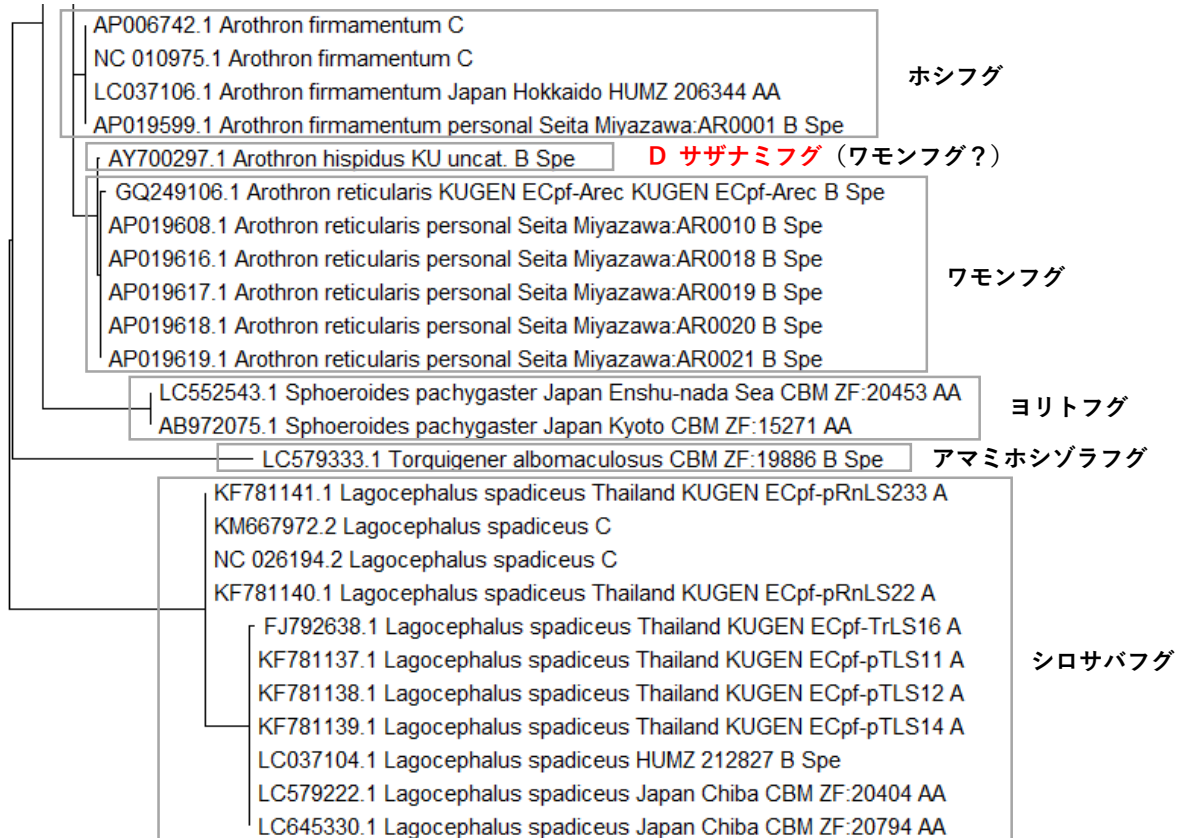 AP006742.1 Arothron firmamentum C
NC 010975.1 Arothron firmamentum C
LC037106.1 Arothron firmamentum Japan Hokkaido HUMZ 206344 AA
AP019599.1 Arothron firmamentum personal Seita Miyazawa:AR0001 B Spe
ホシフグ
AY700297.1 Arothron hispidus KU uncat. B Spe
D サザナミフグ（ワモンフグ？）
GQ249106.1 Arothron reticularis KUGEN ECpf-Arec KUGEN ECpf-Arec B Spe
AP019608.1 Arothron reticularis personal Seita Miyazawa:AR0010 B Spe
AP019616.1 Arothron reticularis personal Seita Miyazawa:AR0018 B Spe
AP019617.1 Arothron reticularis personal Seita Miyazawa:AR0019 B Spe
AP019618.1 Arothron reticularis personal Seita Miyazawa:AR0020 B Spe
AP019619.1 Arothron reticularis personal Seita Miyazawa:AR0021 B Spe
ワモンフグ
LC552543.1 Sphoeroides pachygaster Japan Enshu-nada Sea CBM ZF:20453 AA
AB972075.1 Sphoeroides pachygaster Japan Kyoto CBM ZF:15271 AA
ヨリトフグ
LC579333.1 Torquigener albomaculosus CBM ZF:19886 B Spe
アマミホシゾラフグ
KF781141.1 Lagocephalus spadiceus Thailand KUGEN ECpf-pRnLS233 A
KM667972.2 Lagocephalus spadiceus C
NC 026194.2 Lagocephalus spadiceus C
KF781140.1 Lagocephalus spadiceus Thailand KUGEN ECpf-pRnLS22 A
FJ792638.1 Lagocephalus spadiceus Thailand KUGEN ECpf-TrLS16 A
KF781137.1 Lagocephalus spadiceus Thailand KUGEN ECpf-pTLS11 A
KF781138.1 Lagocephalus spadiceus Thailand KUGEN ECpf-pTLS12 A
KF781139.1 Lagocephalus spadiceus Thailand KUGEN ECpf-pTLS14 A
LC037104.1 Lagocephalus spadiceus HUMZ 212827 B Spe
LC579222.1 Lagocephalus spadiceus Japan Chiba CBM ZF:20404 AA
LC645330.1 Lagocephalus spadiceus Japan Chiba CBM ZF:20794 AA
シロサバフグ